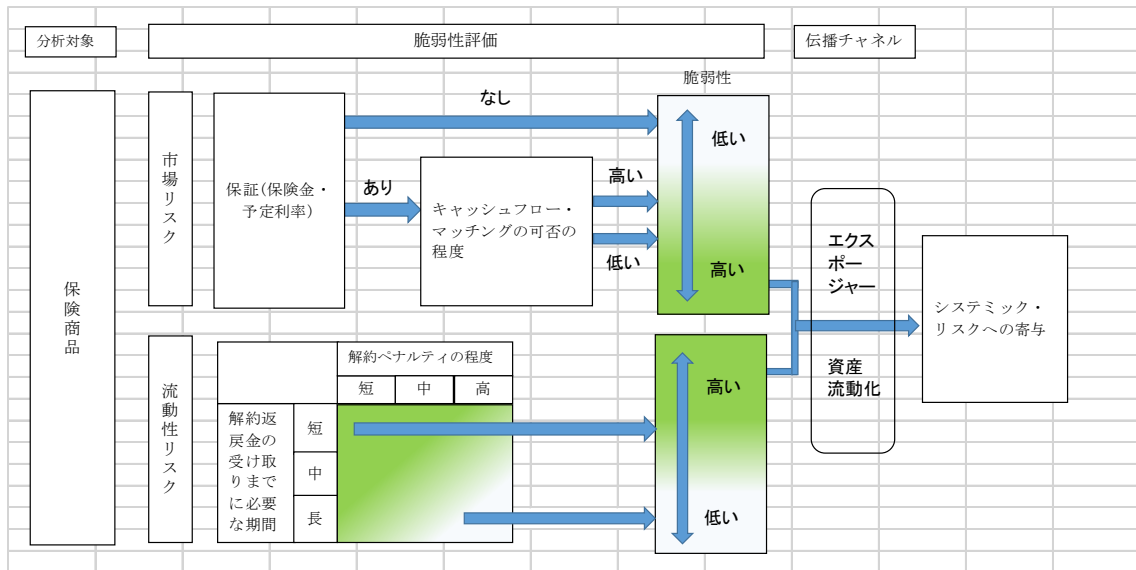 分析対象
脆弱性評価
伝播チャネル
脆弱性
保険商品
市場リスク
保証(保険金・
予定利率）
なし
あり
キャッシュフロー・
マッチングの可否の
程度
高い
低い
低い
高い
流動性リスク
解約ペナルティの程度
短
中
高
解約返
戻金の
受け取
りまで
に必要
な期間
短
中
長
高い
低い
エクス
ポー
ジャー
資産
流動化
システミック・
リスクへの寄与